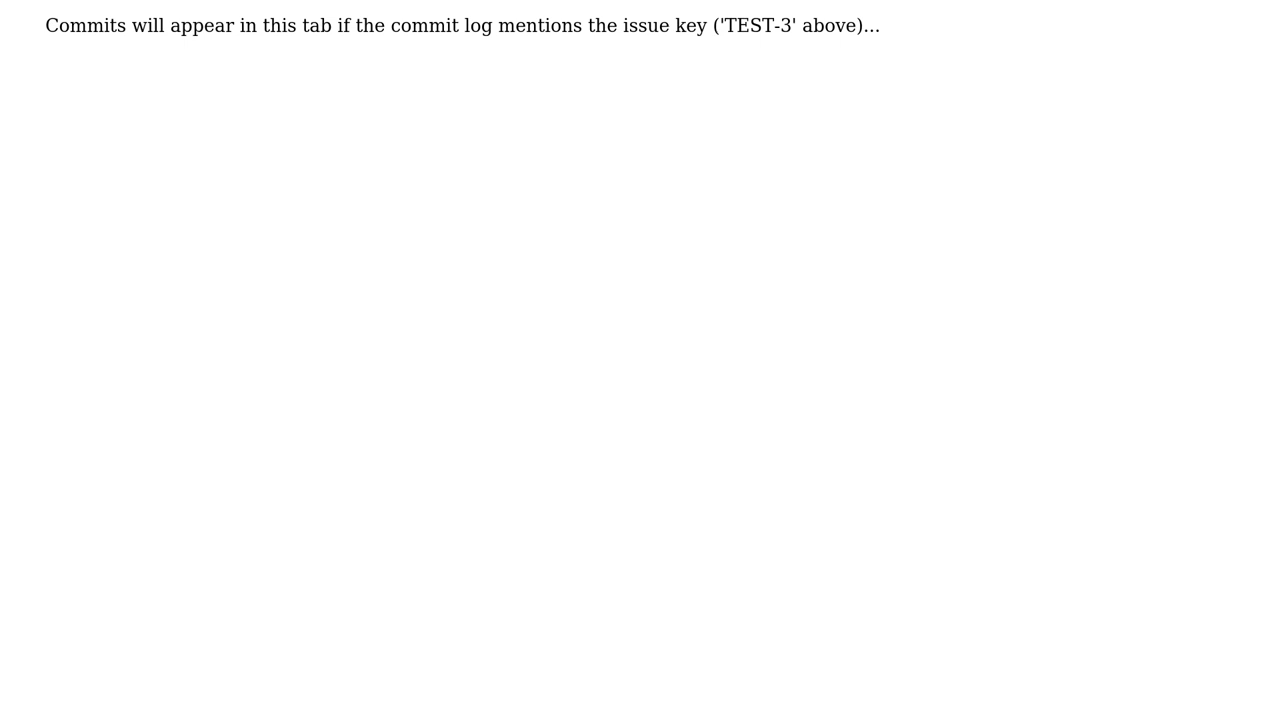 Commits will appear in this tab if the commit log mentions the issue key ('TEST-3' above)...